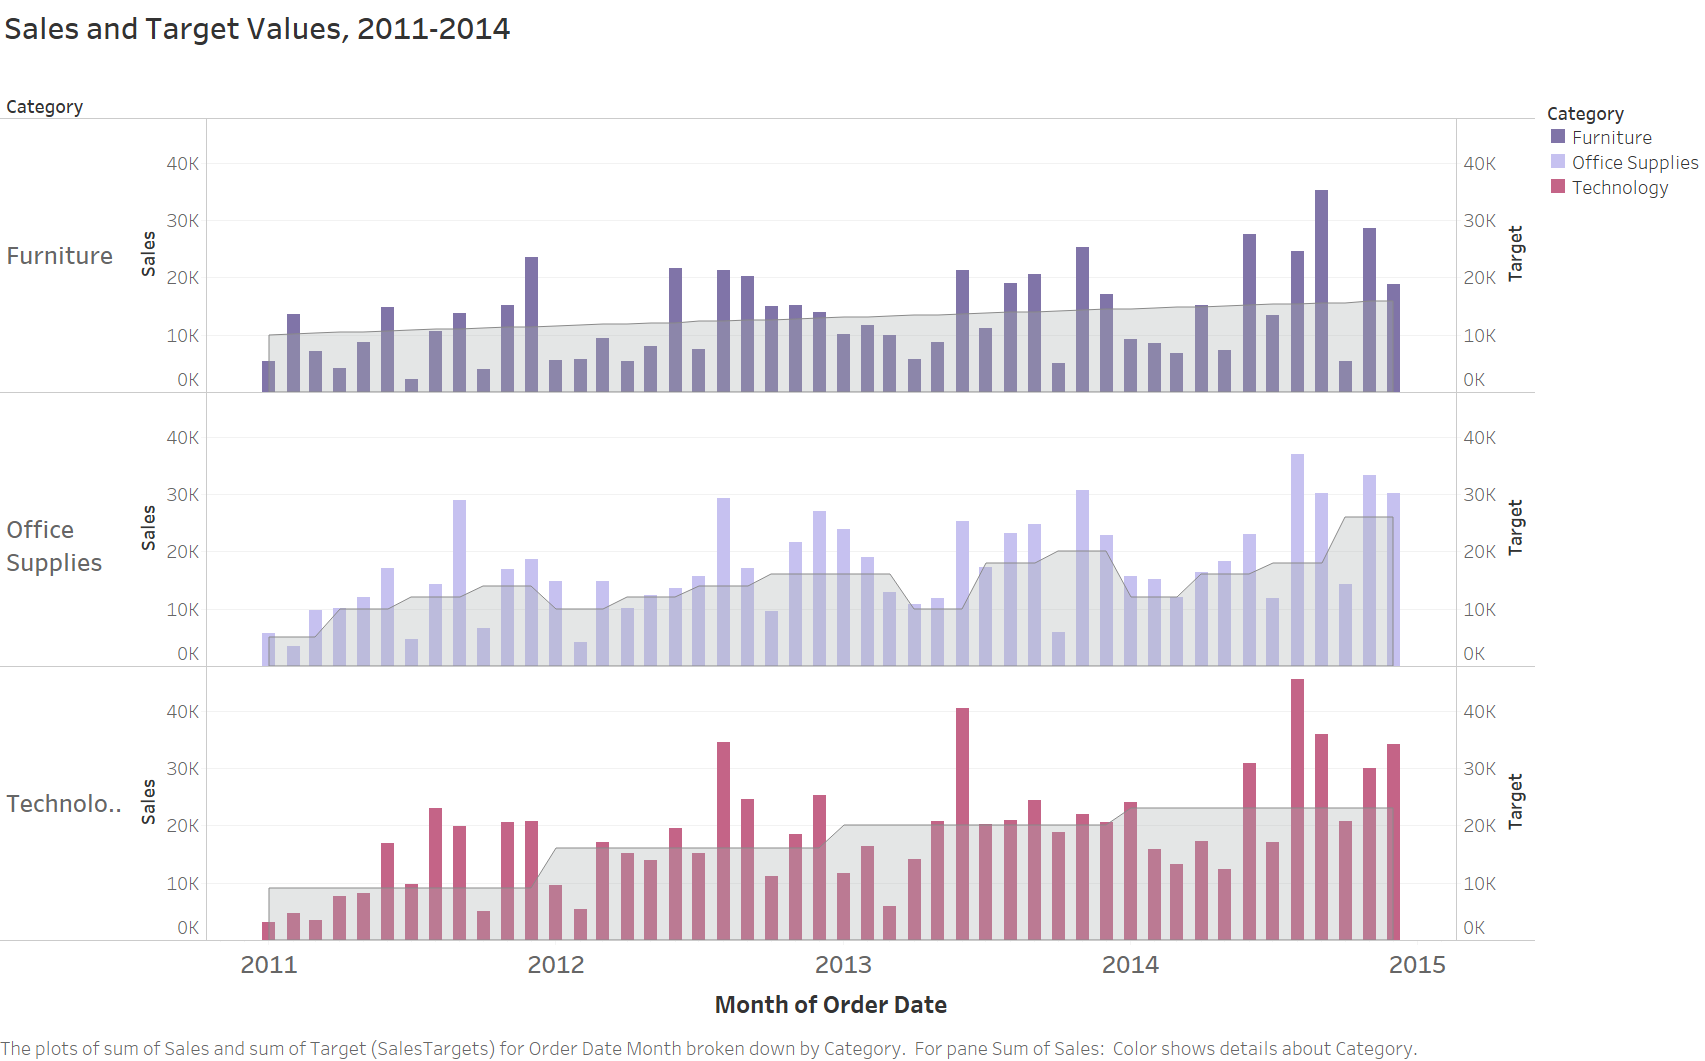 Sales and Target Values, 2011-2014
Category
Category
Furniture
Office Supplies
Technology
Furniture
Sales
40K
30K
20K
10K
0K
40K
30K
20K
10K
0K
Target
Office
Supplies
Sales
40K
30K
20K
10K
0K
40K
30K
20K
10K
0K
Target
Technolo..
Sales
40K
30K
20K
10K
0K
40K
30K
20K
10K
0K
Target
2011 2012 2013 2014 2015
Month of Order Date
The plots of sum of Sales and sum of Target (SalesTargets) for Order Date Month broken down by Category.  For pane Sum of Sales:  Color shows details about Category.